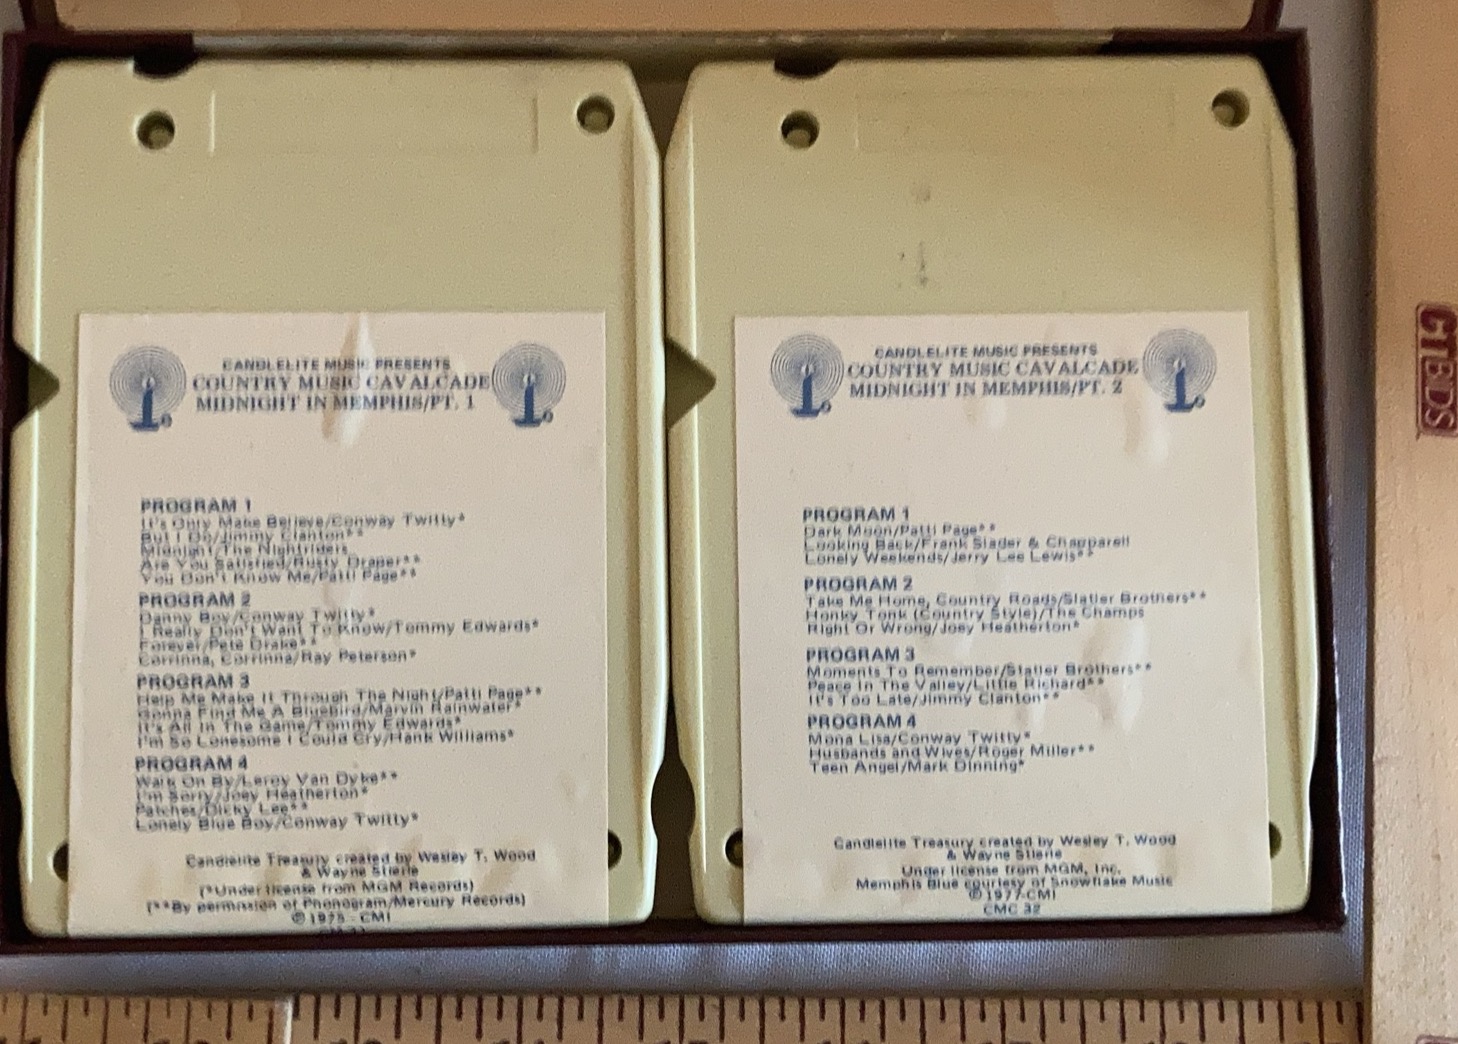 CANDLELITE MUSIC PRESENTS
COUNTRY MUSIC CAVALCADE
MIDNIGHT IN MEMPHIS/PT. 1
PROGRAM 1
It's Only Make Believe/Conway Twitty*
But I Do/Jimmy Clanton**
Midnight/The Nightriders
Are You Satisfied/Rusty Draper**
You Don't Know Me/Patti Page**
PROGRAM 2
Danny Boy/Conway Twitty*
I Really Don't Want To Know/Tommy Edwards*
Forever/Pete Drake**
Corrinna, Corrinna/Ray Peterson*
PROGRAM 3
Help Me Make It Through The Night/Patti Page**
Gonna Find Me A Bluebird/Marvin Rainwater*
It's All In The Game/Tommy Edwards*
I'm So Lonesome I Could Cry/Hank Williams*
PROGRAM 4
Walk On By/Leroy Van Dyke**
I'm Sorry/Joey Heatherton*
Patches/Dicky Lee**
Lonely Blue Boy/Conway Twitty*
Candlelite Treasury created by Wesley T. Wood
& Wayne Stierle
(*Under license from MGM Records)
(**By permission of Phonogram/Mercury Records)
© 1975 - CMI
CANDLELITE MUSIC PRESENTS
COUNTRY MUSIC CAVALCADE
MIDNIGHT IN MEMPHIS/PT. 2
PROGRAM 1
Dark Moon/Patti Page**
Looking Back/Frank Slader & Chapparell
Lonely Weekends/Jerry Lee Lewis**
PROGRAM 2
Take Me Home, Country Roads/Statler Brothers**
Honky Tonk (Country Style)/The Champs
Right Or Wrong/Joey Heatherton*
PROGRAM 3
Moments To Remember/Statler Brothers**
Peace In The Valley/Little Richard**
It's Too Late/Jimmy Clanton**
PROGRAM 4
Mona Lisa/Conway Twitty*
Husbands and Wives/Roger Miller**
Teen Angel/Mark Dinning*
Candlelite Treasury created by Wesley T. Wood
& Wayne Stierle
Under license from MGM, Inc.
Memphis Blue courtesy of Snowflake Music
© 1977-CMI
CMC 32